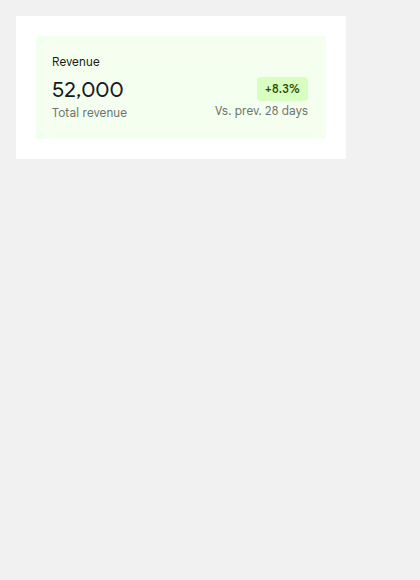 Revenue
52,000
+8.3%
Total revenue
Vs. prev. 28 days